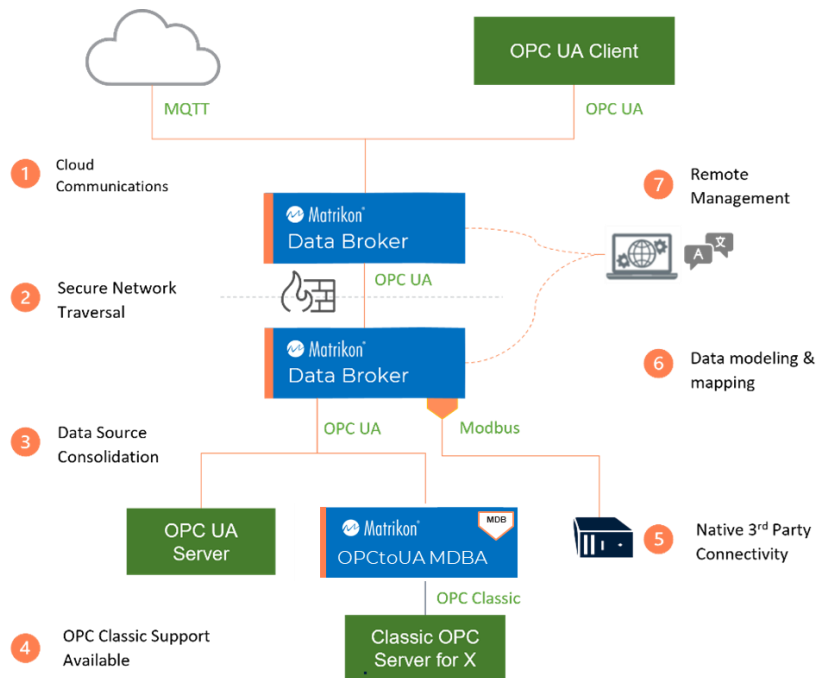 OPC UA Client
MQTT
OPC UA
1
Cloud
Communications
7
Remote
Management
Matrikon®
Data Broker
A
文
OPC UA
2
Secure Network
Traversal
Matrikon®
Data Broker
6
Data modeling &
mapping
3
Data Source
Consolidation
OPC UA
Modbus
OPC UA
Server
Matrikon®
MDB
OPCtoUA MDBA
5
Native 3rd Party
Connectivity
OPC Classic
4
OPC Classic Support
Available
Classic OPC
Server for X